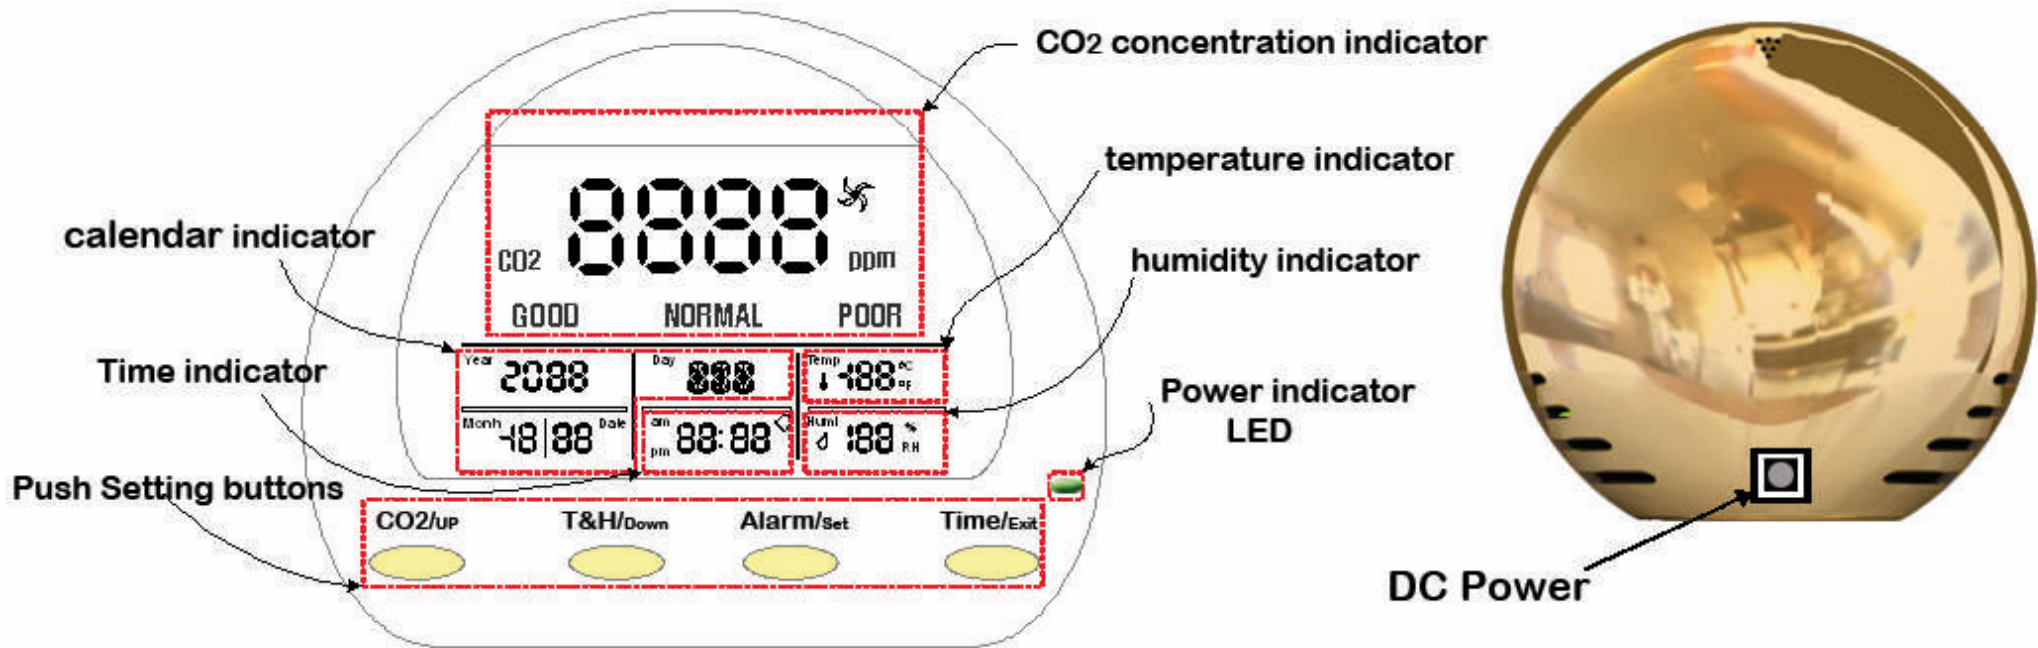 CO2 concentration indicator
temperature indicator
calendar indicator
humidity indicator
CO2 8888 ppm
GOOD NORMAL POOR
Time indicator
Year 2088
Day 888
Temp -188 °C °F
Power indicator
LED
Month -18 88 Date
am pm 88:88
Humi 188 % RH
Push Setting buttons
CO2/UP T&H/Down Alarm/Set Time/Exit
DC Power